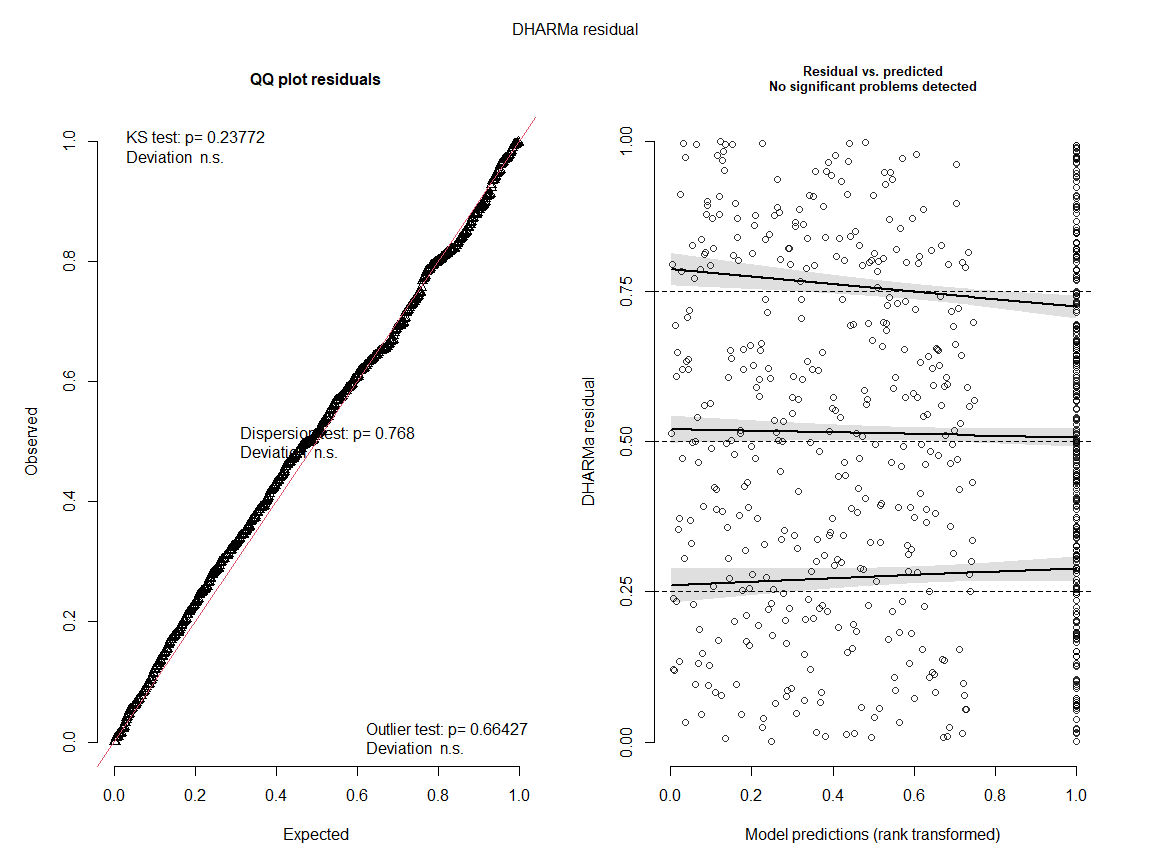 DHARMa residual
QQ plot residuals
KS test: p= 0.23772
Deviation n.s.
Dispersion test: p= 0.768
Deviation n.s.
Outlier test: p= 0.66427
Deviation n.s.
Observed
0.0
0.2
0.4
0.6
0.8
1.0
0.0
0.2
0.4
0.6
0.8
1.0
Expected
Residual vs. predicted
No significant problems detected
DHARMa residual
0.00
0.25
0.50
0.75
1.00
0.0
0.2
0.4
0.6
0.8
1.0
Model predictions (rank transformed)